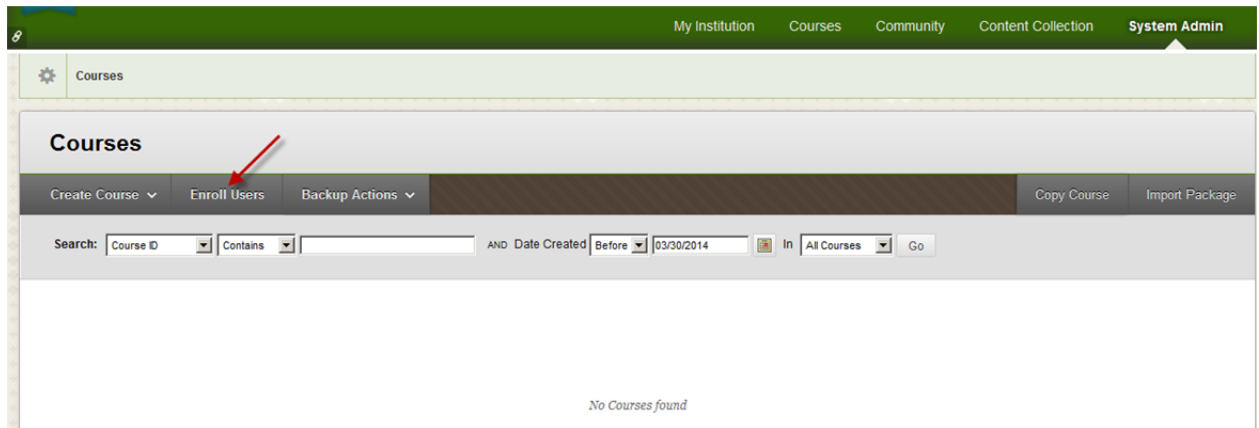 My Institution Courses Community Content Collection System Admin
Courses
Courses
Create Course Enroll Users Backup Actions Copy Course Import Package
Search: Course ID Contains AND Date Created Before 03/30/2014 In All Courses Go
No Courses found